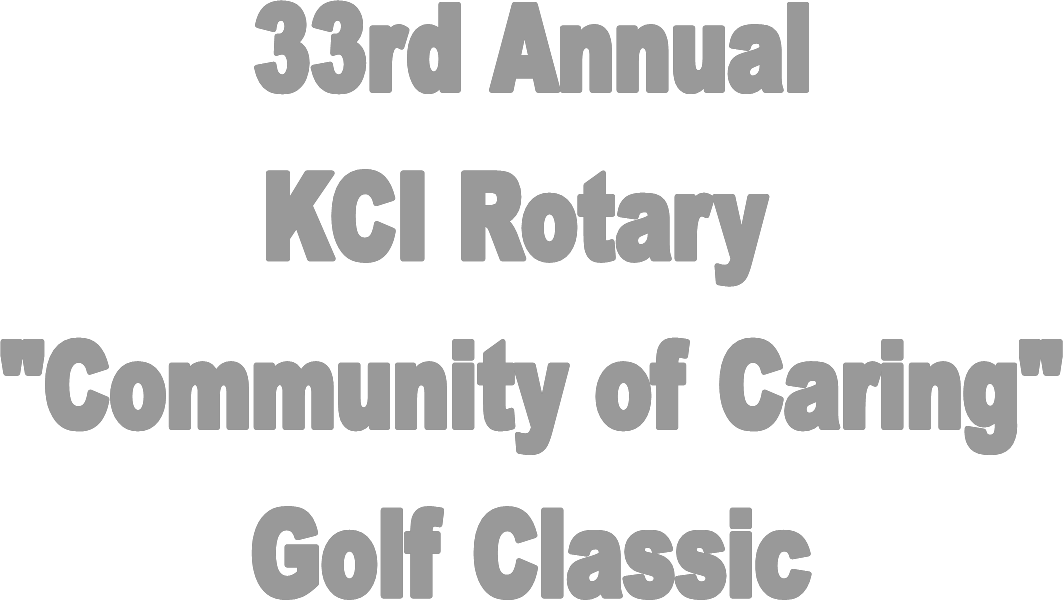 33rd Annual
KCI Rotary
"Community of Caring"
Golf Classic